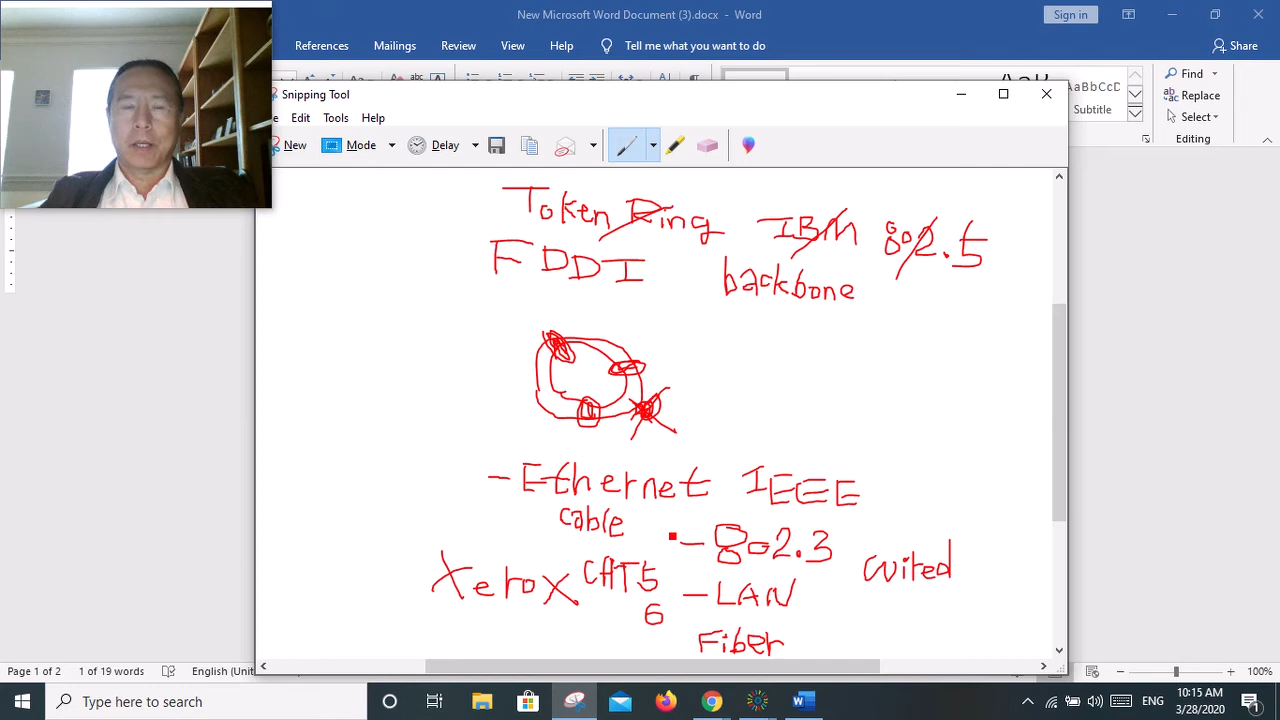 New Microsoft Word Document (3).docx - Word
Sign in
References Mailings Review View Help Tell me what you want to do Share
Snipping Tool
Tools Help
New Mode Delay
Find
Replace
Select
Editing
AaBbCcD
Subtitle
Token Ring IBM 802.5
FDDI backbone
- Ethernet IEEE
cable - 802.3 wired
Xerox CAT 5 - LAN
6
Fiber
Page 1 of 2 1 of 19 words English (Un 100%
Type here to search
ENG
10:15 AM
3/28/2020